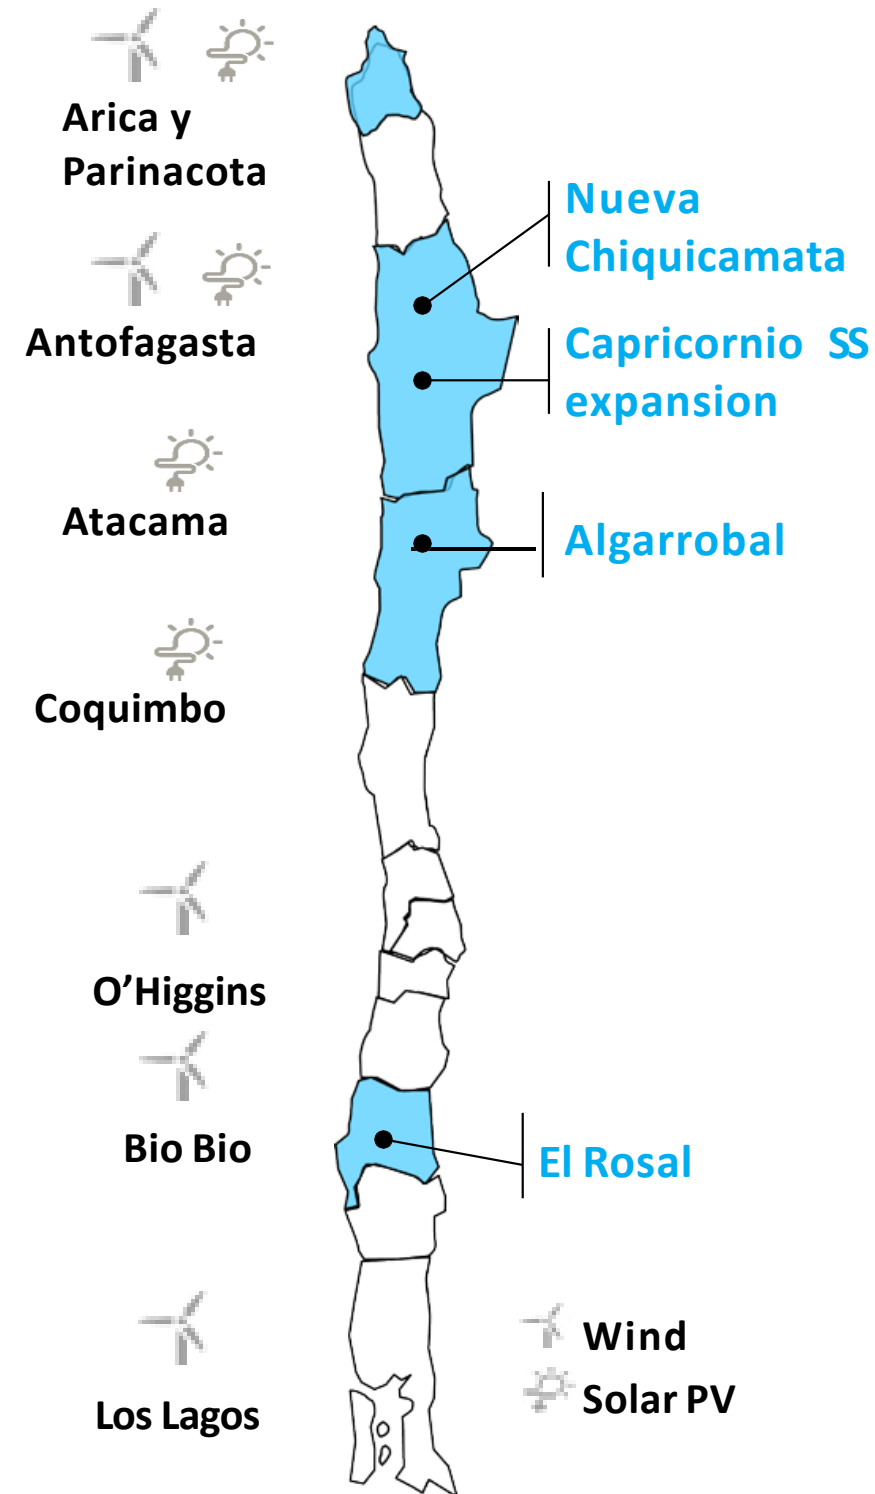 Arica y
Parinacota
Nueva
Chiquicamata
Antofagasta
Capricornio SS
expansion
Atacama
Algarrobal
Coquimbo
O’Higgins
Bio Bio
El Rosal
Los Lagos
Wind
Solar PV